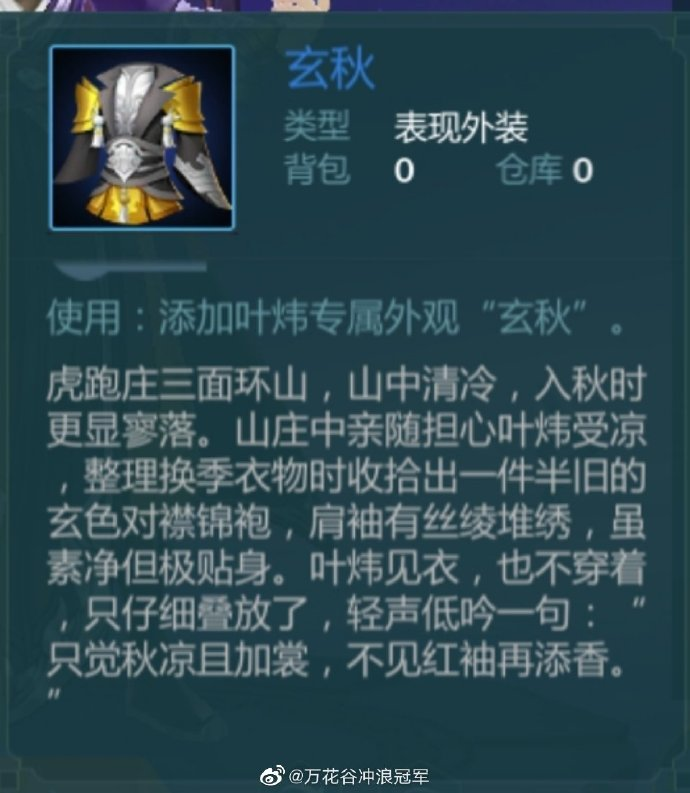 玄秋
类型 表现外装
背包 0 仓库 0
使用：添加叶炜专属外观“玄秋”。
虎跑庄三面环山，山中清冷，入秋时
更显寥落。山庄中亲随担心叶炜受凉
，整理换季衣物时收拾出一件半旧的
玄色对襟锦袍，肩袖有丝绫堆绣，虽
素净但极贴身。叶炜见衣，也不穿着
，只仔细叠放了，轻声低吟一句：“
只觉秋凉且加裳，不见红袖再添香。
”
@万花谷冲浪冠军